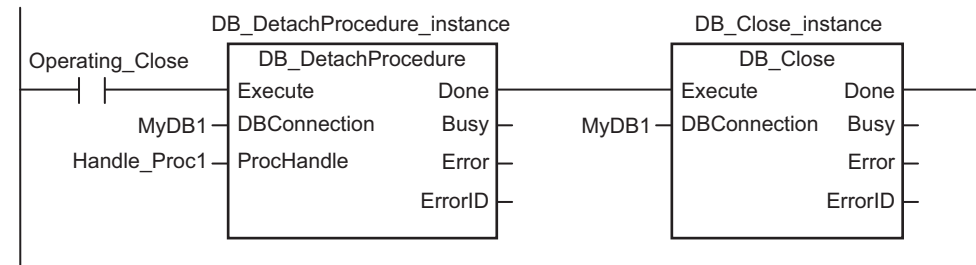 DB_DetachProcedure_instance DB_Close_instance
Operating_Close DB_DetachProcedure DB_Close
Execute Done Execute Done
MyDB1 DBConnection Busy MyDB1 DBConnection Busy
Handle_Proc1 ProcHandle Error Error
ErrorID ErrorID